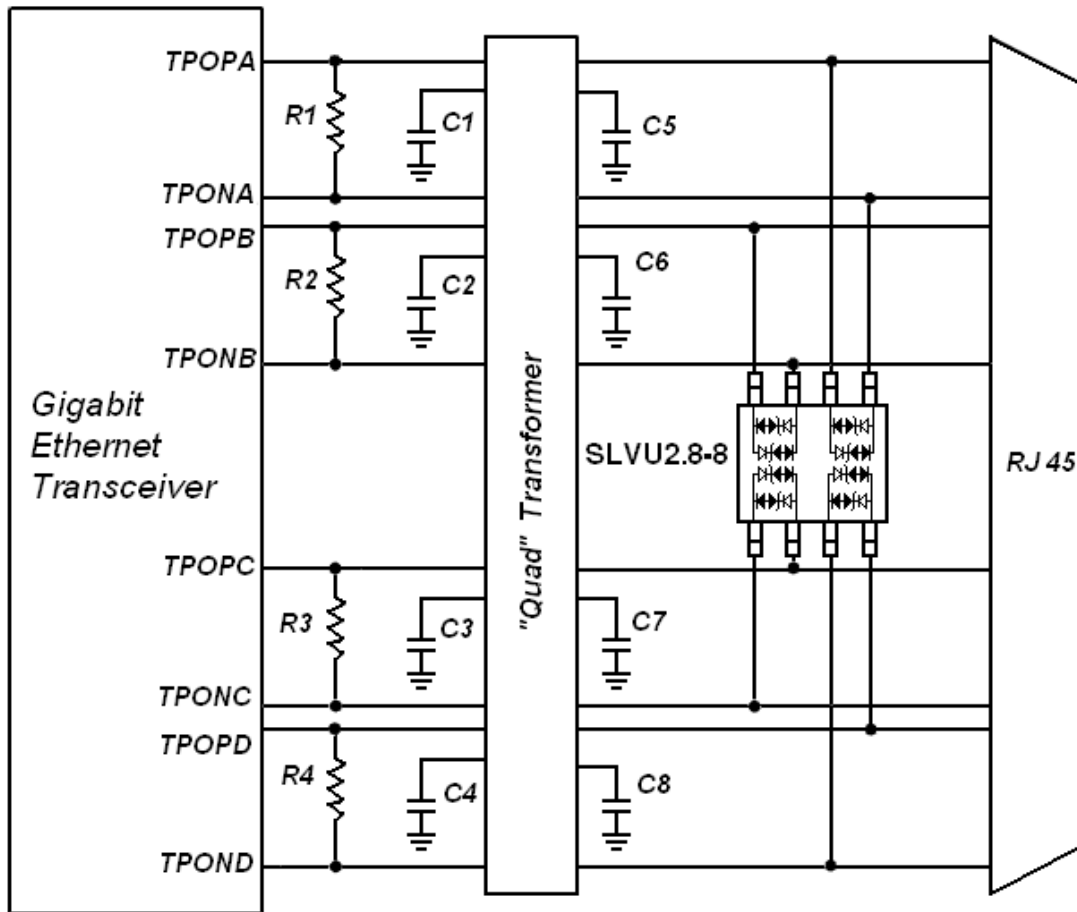 TPOPA
R1
C1
C5
TPONA
TPOPB
R2
C2
C6
TPONB
Gigabit
Ethernet
Transceiver
"Quad" Transformer
SLVU2.8-8
RJ 45
TPOPC
R3
C3
C7
TPONC
TPOPD
R4
C4
C8
TPOND